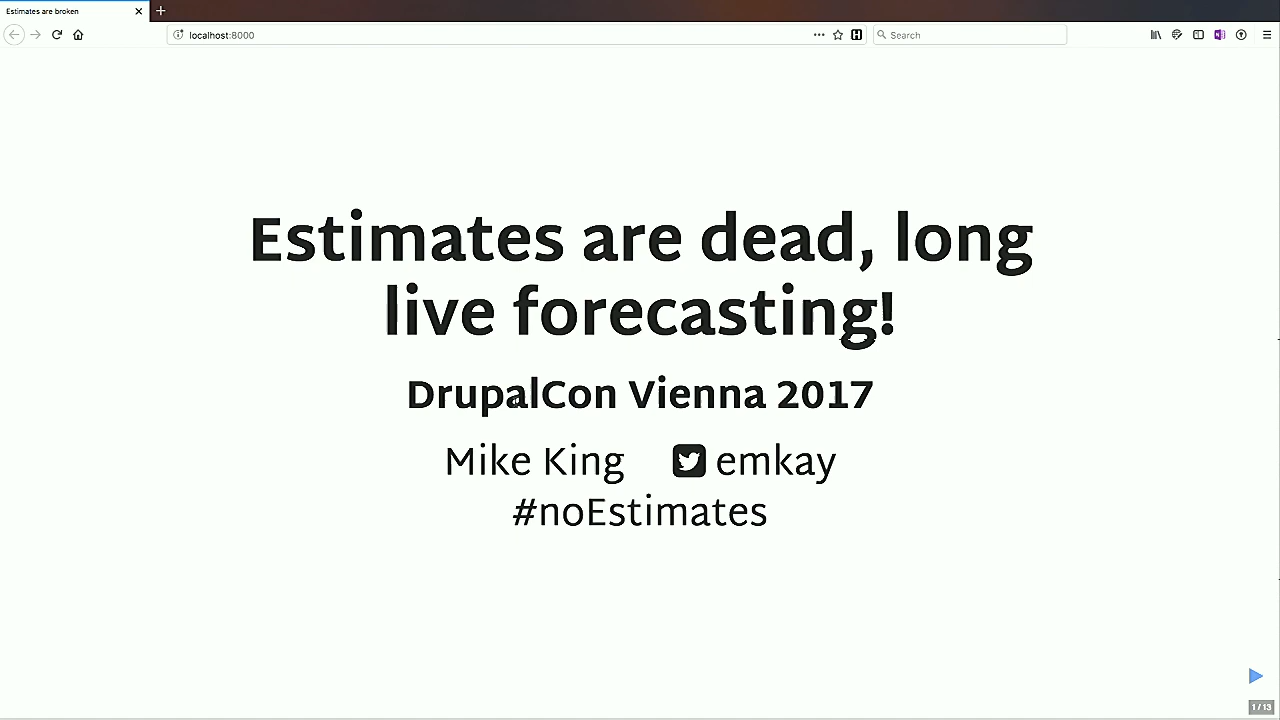 Estimates are broken
localhost:8000
Search
Estimates are dead, long
live forecasting!
DrupalCon Vienna 2017
Mike King emkay
#noEstimates
1 / 13